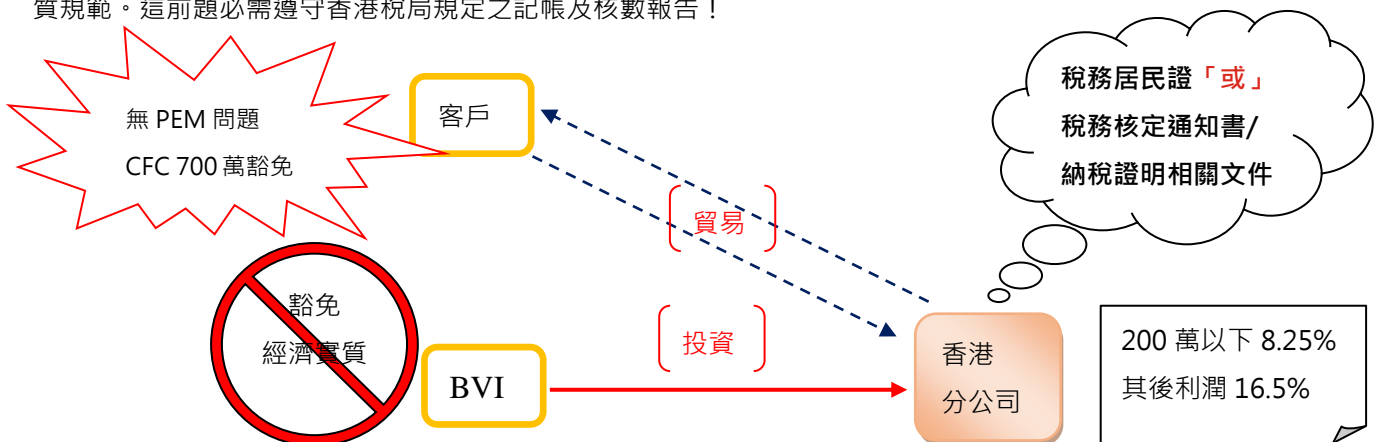 質規範。這前題必需遵守香港稅局規定之記帳及核數報告！
無 PEM 問題
CFC 700 萬豁免
客戶
稅務居民證「或」
稅務核定通知書/
納稅證明相關文件
貿易
豁免
經濟實質
BVI
投資
香港
分公司
200 萬以下 8.25%
其後利潤 16.5%